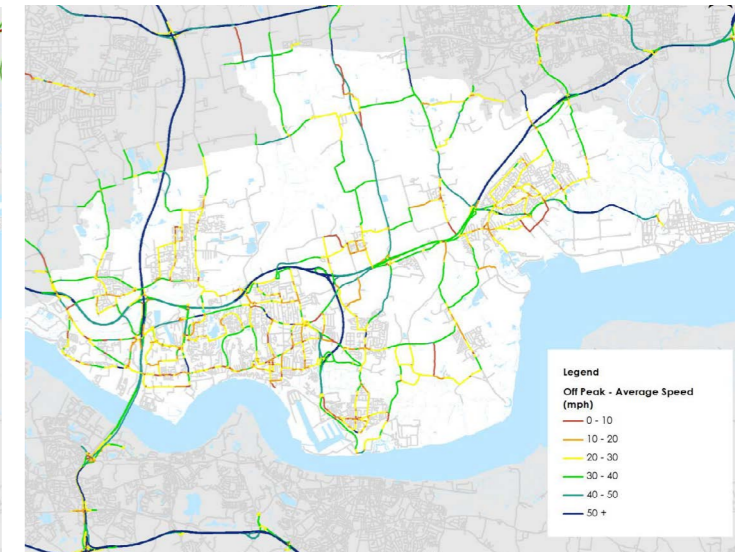 Legend
Off Peak - Average Speed
(mph)
0 - 10
10 - 20
20 - 30
30 - 40
40 - 50
50 +